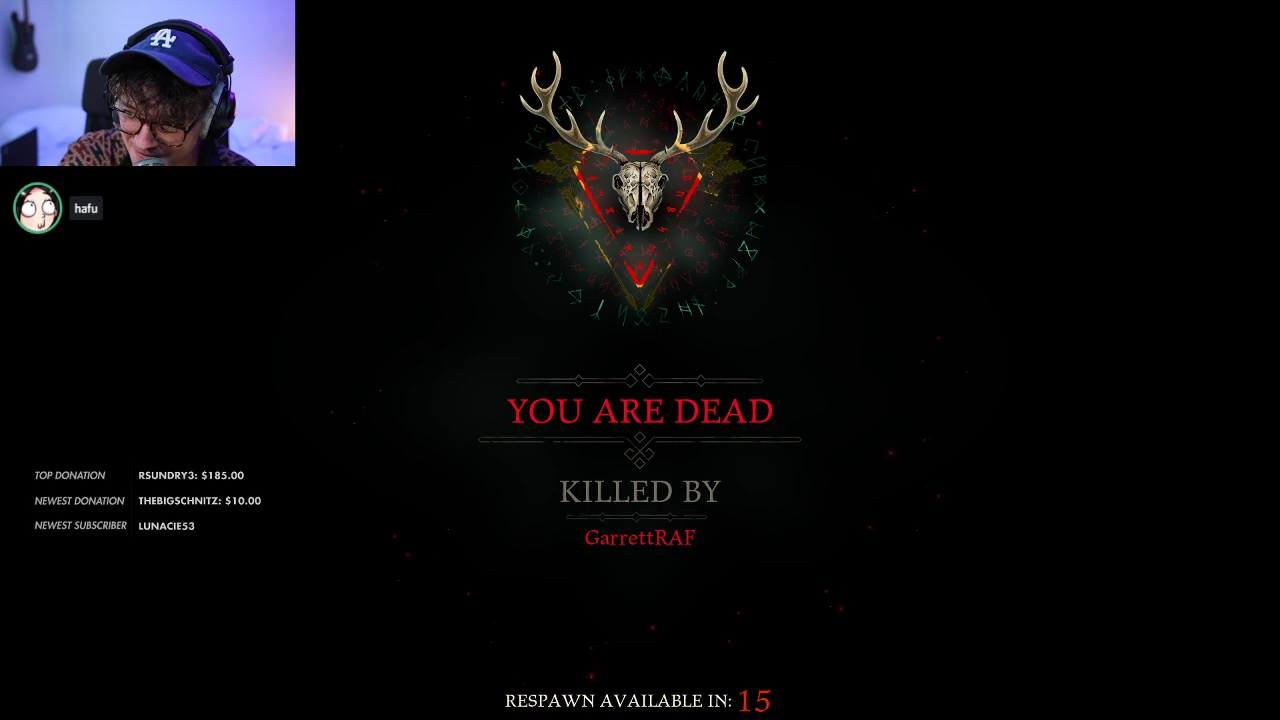 A
hafu
YOU ARE DEAD
KILLED BY
GarrettRAF
TOP DONATION RSUNDRY3: $185.00
NEWEST DONATION THEBIGSCHNITZ: $10.00
NEWEST SUBSCRIBER LUNACIE53
RESPAWN AVAILABLE IN: 15